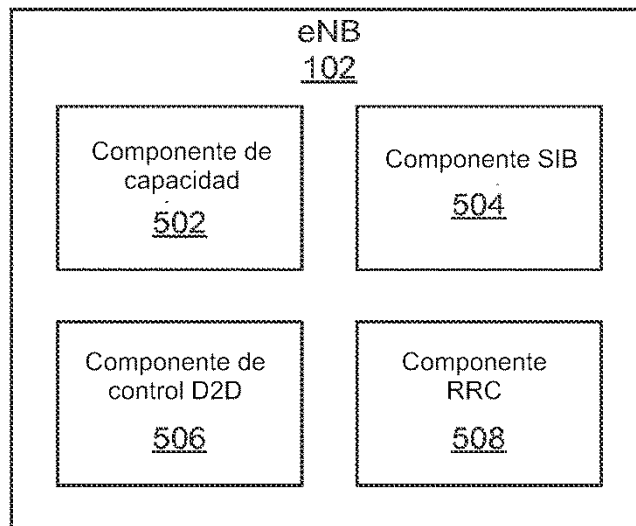 eNB
102
Componente de
capacidad
502
Componente SIB
504
Componente de
control D2D
506
Componente
RRC
508